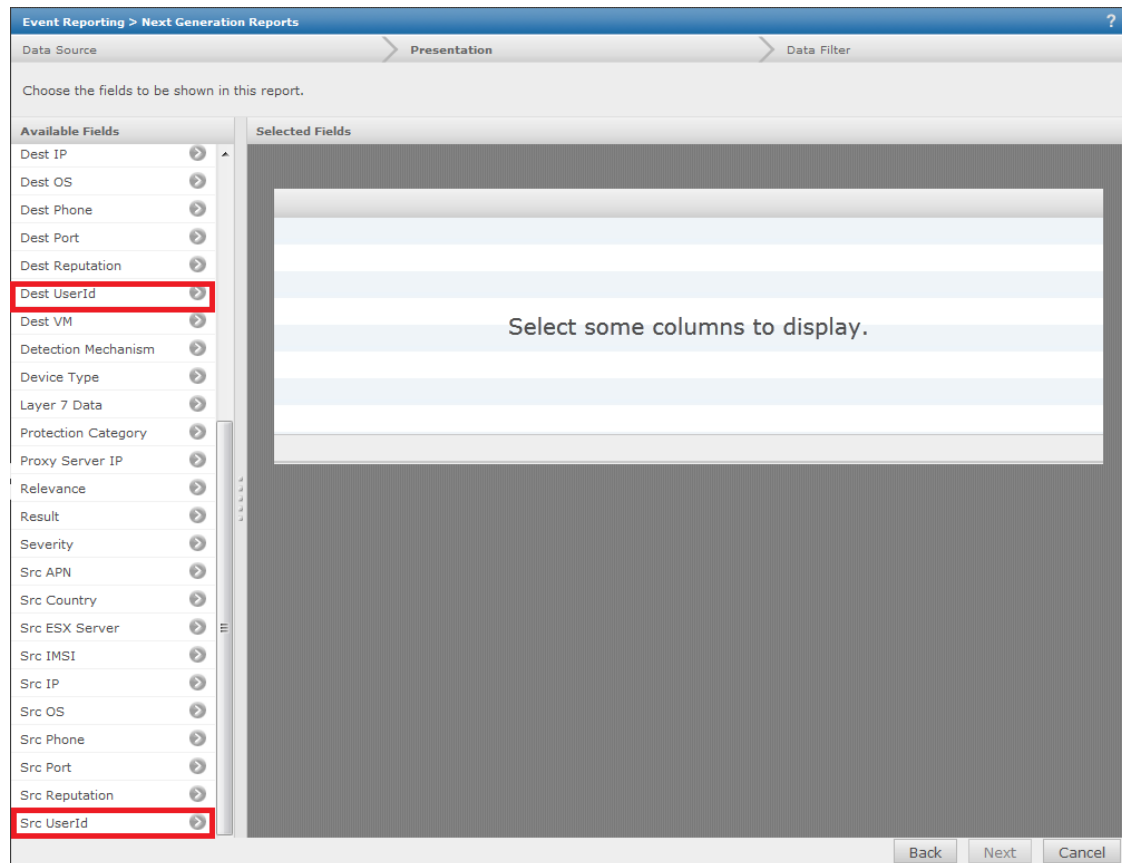 Event Reporting > Next Generation Reports ?
Data Source Presentation Data Filter
Choose the fields to be shown in this report.
Available Fields
Dest IP
Dest OS
Dest Phone
Dest Port
Dest Reputation
Dest UserId
Dest VM
Detection Mechanism
Device Type
Layer 7 Data
Protection Category
Proxy Server IP
Relevance
Result
Severity
Src APN
Src Country
Src ESX Server
Src IMSI
Src IP
Src OS
Src Phone
Src Port
Src Reputation
Src UserId
Selected Fields
Select some columns to display.
Back Next Cancel